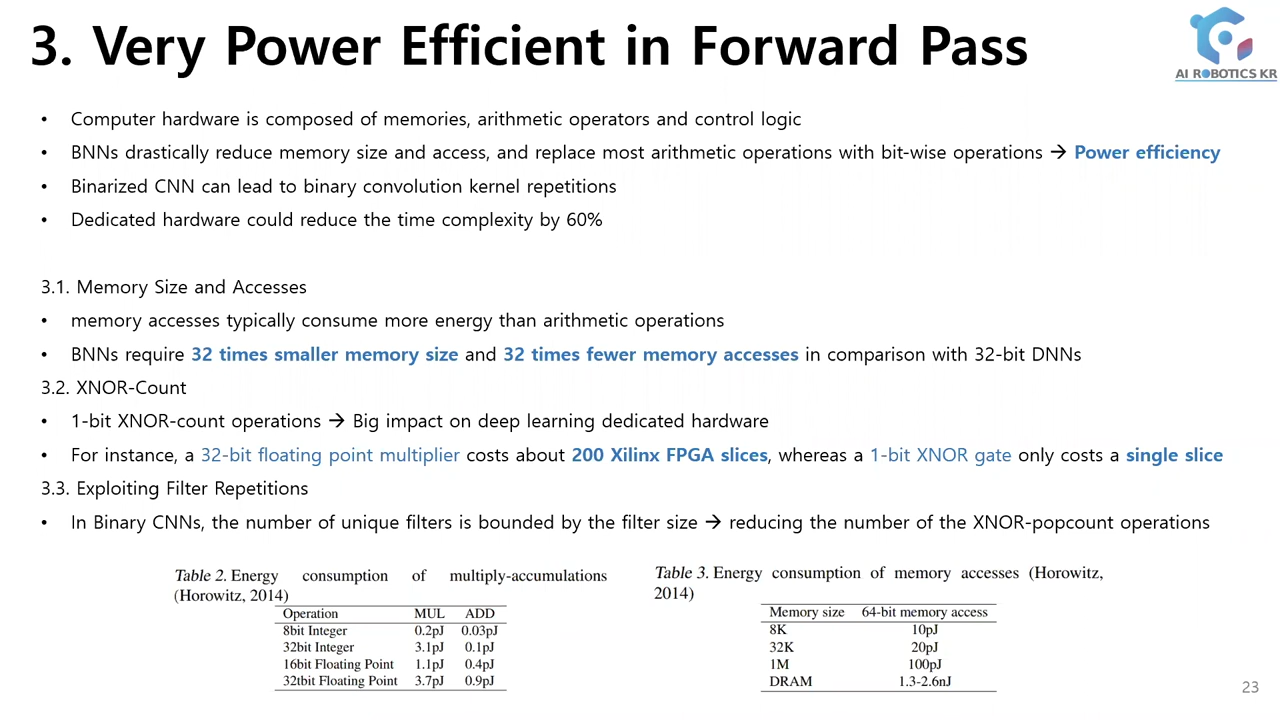 3. Very Power Efficient in Forward Pass
AI ROBOTICS KR
• Computer hardware is composed of memories, arithmetic operators and control logic
• BNNs drastically reduce memory size and access, and replace most arithmetic operations with bit-wise operations → Power efficiency
• Binarized CNN can lead to binary convolution kernel repetitions
• Dedicated hardware could reduce the time complexity by 60%
3.1. Memory Size and Accesses
• memory accesses typically consume more energy than arithmetic operations
• BNNs require 32 times smaller memory size and 32 times fewer memory accesses in comparison with 32-bit DNNs
3.2. XNOR-Count
• 1-bit XNOR-count operations → Big impact on deep learning dedicated hardware
• For instance, a 32-bit floating point multiplier costs about 200 Xilinx FPGA slices, whereas a 1-bit XNOR gate only costs a single slice
3.3. Exploiting Filter Repetitions
• In Binary CNNs, the number of unique filters is bounded by the filter size → reducing the number of the XNOR-popcount operations
Table 2. Energy consumption of multiply-accumulations
(Horowitz, 2014)
Operation MUL ADD
8bit Integer 0.2pJ 0.03pJ
32bit Integer 3.1pJ 0.1pJ
16bit Floating Point 1.1pJ 0.4pJ
32tbit Floating Point 3.7pJ 0.9pJ
Table 3. Energy consumption of memory accesses (Horowitz,
2014)
Memory size 64-bit memory access
8K 10pJ
32K 20pJ
1M 100pJ
DRAM 1.3-2.6nJ
23